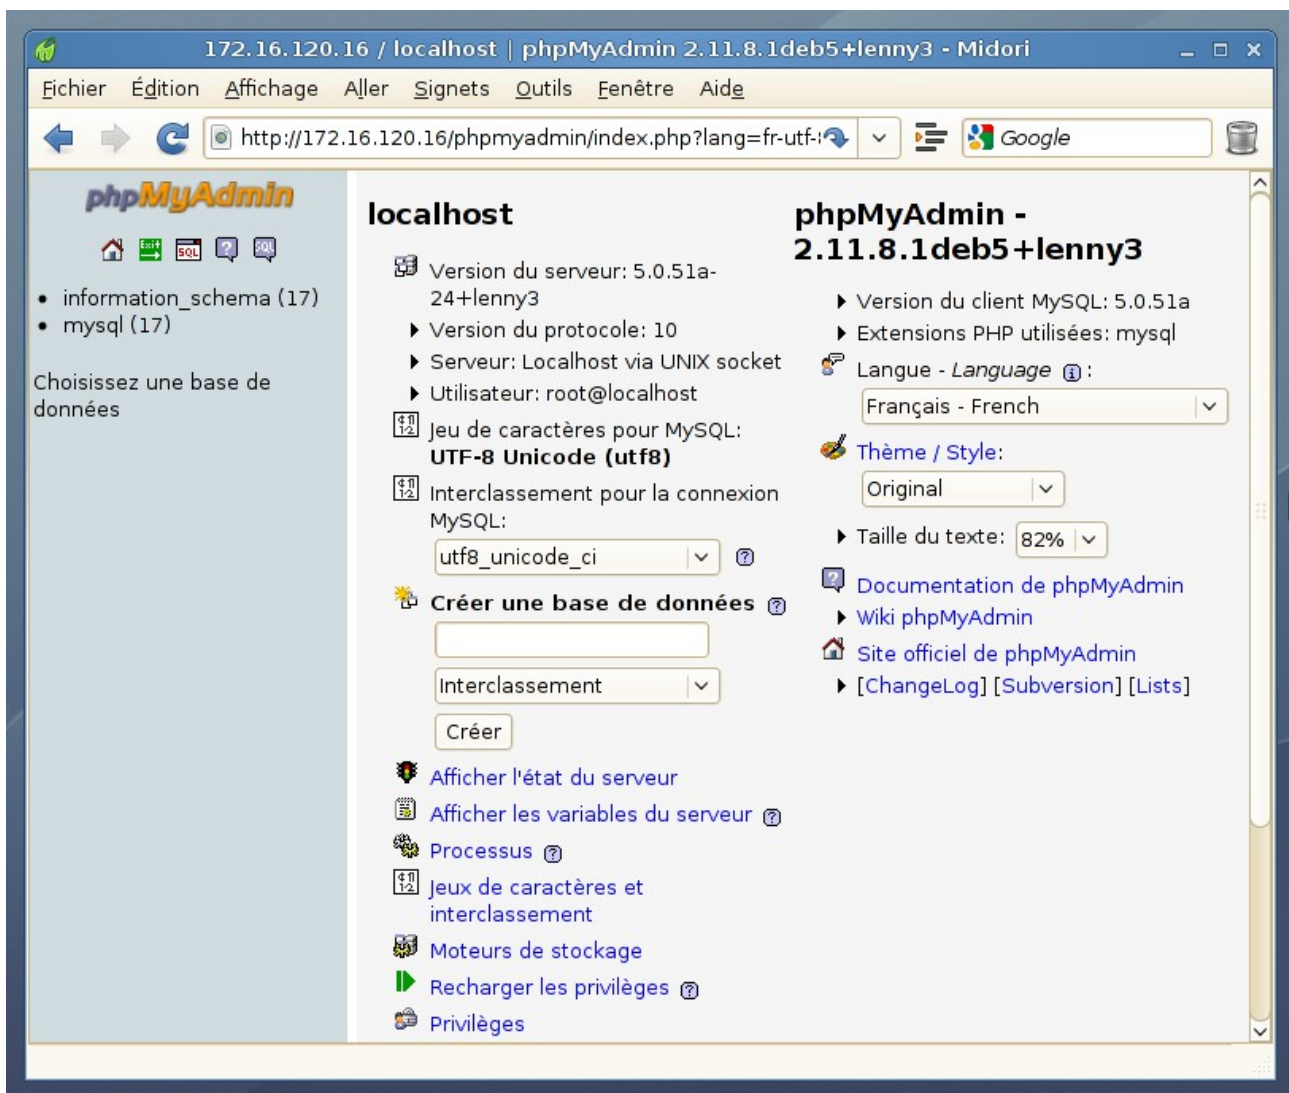 172.16.120.16 / localhost | phpMyAdmin 2.11.8.1deb5+lenny3 - Midori
Fichier Édition Affichage Aller Signets Outils Fenêtre Aide
http://172.16.120.16/phpmyadmin/index.php?lang=fr-utf-
Google
phpMyAdmin
Exit
SQL
SQL
information_schema (17)
mysql (17)
Choisissez une base de
données
localhost
Version du serveur: 5.0.51a-
24+lenny3
Version du protocole: 10
Serveur: Localhost via UNIX socket
Utilisateur: root@localhost
Jeu de caractères pour MySQL:
UTF-8 Unicode (utf8)
Interclassement pour la connexion
MySQL:
utf8_unicode_ci
Créer une base de données
Interclassement
Créer
Afficher l'état du serveur
Afficher les variables du serveur
Processus
Jeux de caractères et
interclassement
Moteurs de stockage
Recharger les privilèges
Privilèges
phpMyAdmin -
2.11.8.1deb5+lenny3
Version du client MySQL: 5.0.51a
Extensions PHP utilisées: mysql
Langue - Language :
Français - French
Thème / Style:
Original
Taille du texte: 82%
Documentation de phpMyAdmin
Wiki phpMyAdmin
Site officiel de phpMyAdmin
[ChangeLog] [Subversion] [Lists]